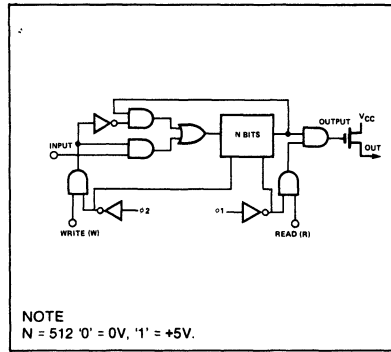 N BITS
OUTPUT
VCC
OUT
INPUT
WRITE (W)
φ2
φ1
READ (R)
NOTE
N = 512 '0' = 0V, '1' = +5V.